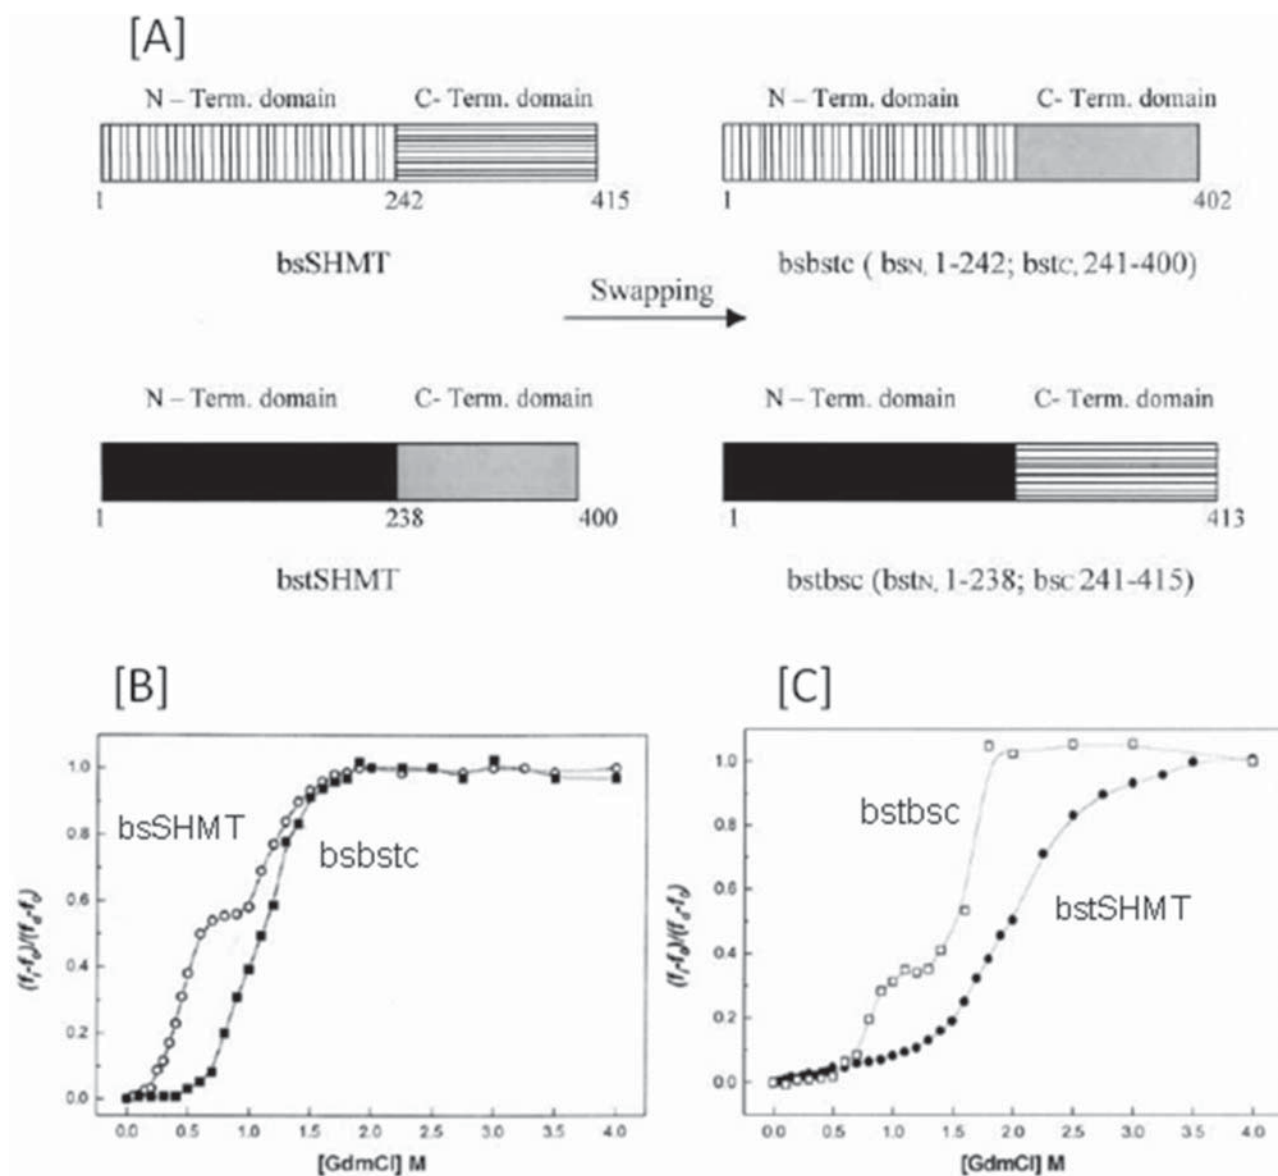 [A]
N – Term. domain C- Term. domain
N – Term. domain C- Term. domain
1 242 415
1 402
bsSHMT
bsbstc ( bsN, 1-242; bstC, 241-400)
Swapping
N – Term. domain C- Term. domain
N – Term. domain C- Term. domain
1 238 400
1 413
bstSHMT
bstbsc (bstN, 1-238; bsC 241-415)
[B]
[C]
1.0
0.8
0.6
0.4
0.2
0.0
bsSHMT
bsbstc
0.0 0.5 1.0 1.5 2.0 2.5 3.0 3.5 4.0
[GdmCl] M
1.0
0.8
0.6
0.4
0.2
0.0
bstbsc
bstSHMT
0.0 0.5 1.0 1.5 2.0 2.5 3.0 3.5 4.0
[GdmCl] M